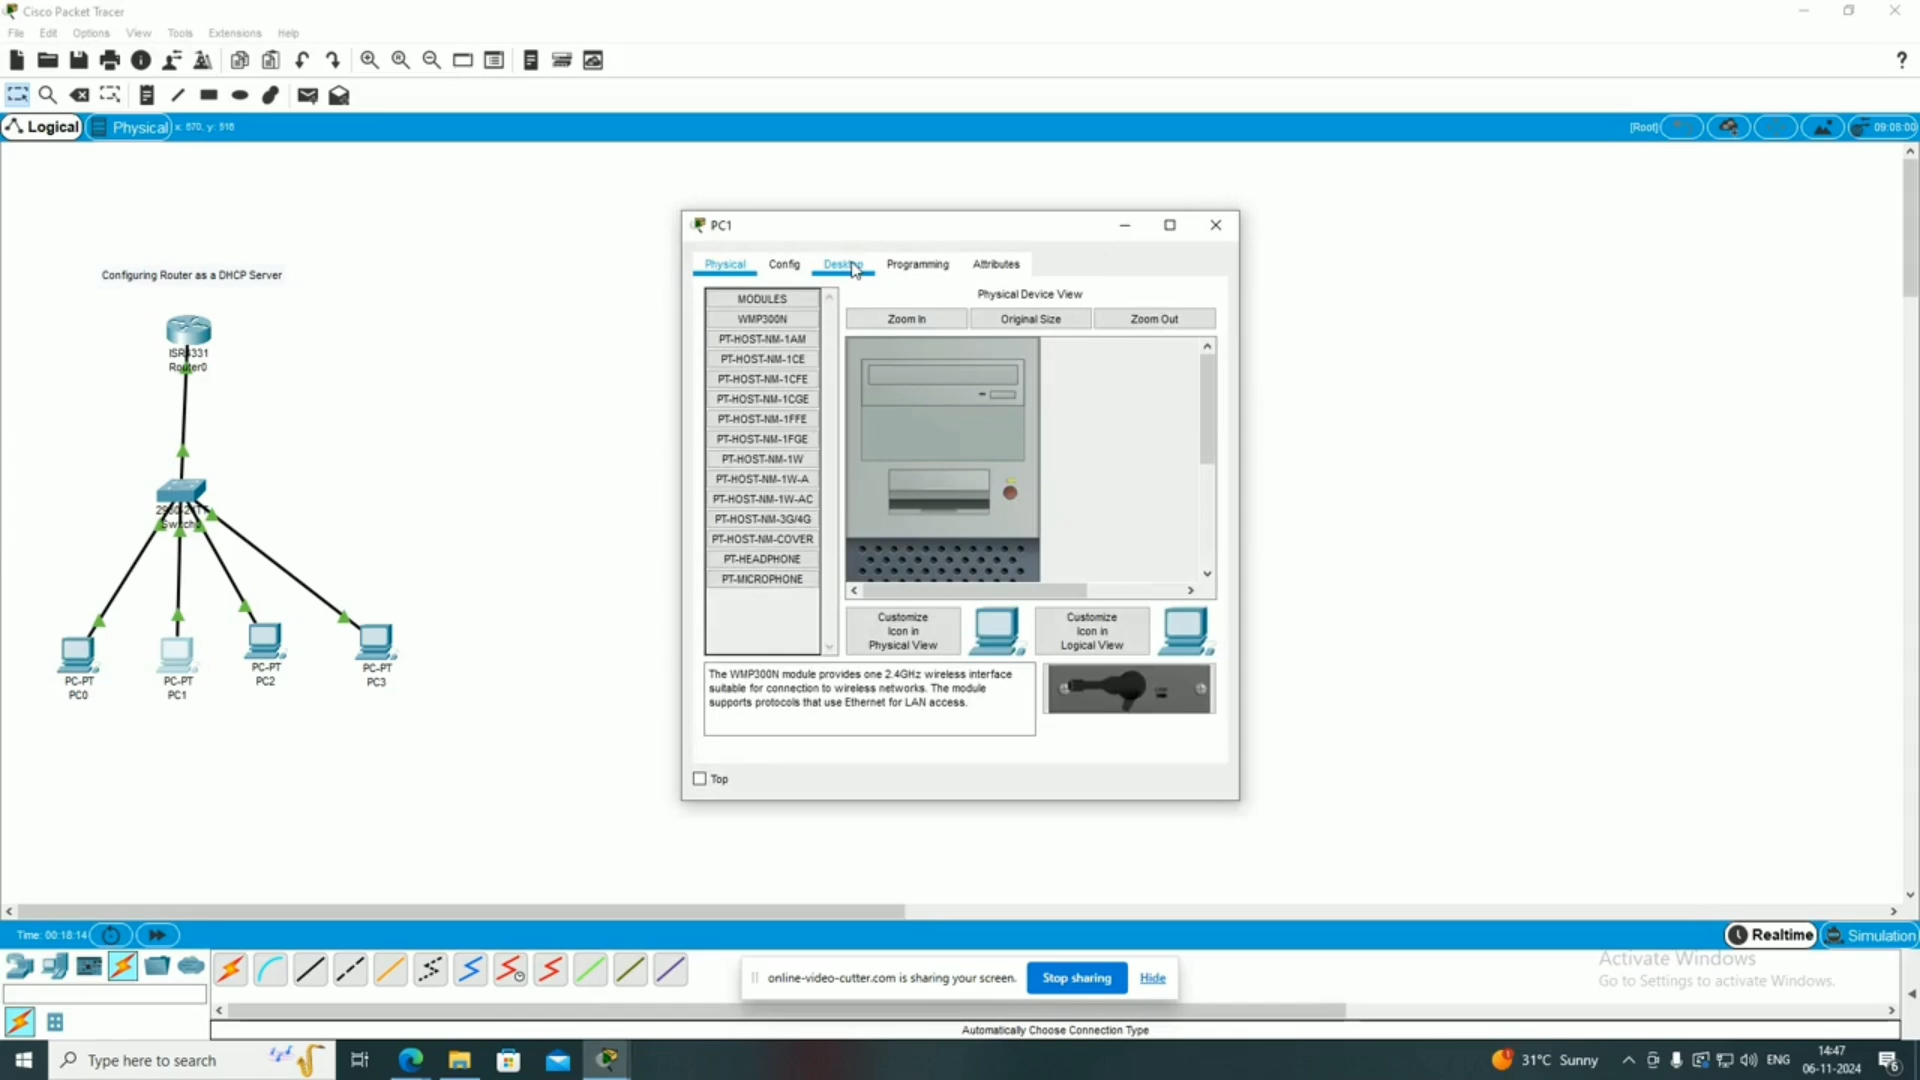 Cisco Packet Tracer
File Edit Options View Tools Extensions Help
?
Logical Physical x: 870, y: 518 [Root] 09:08:00
PC1
Physical Config Desktop Programming Attributes
MODULES
WMP300N
PT-HOST-NM-1AM
PT-HOST-NM-1CE
PT-HOST-NM-1CFE
PT-HOST-NM-1CGE
PT-HOST-NM-1FFE
PT-HOST-NM-1FGE
PT-HOST-NM-1W
PT-HOST-NM-1W-A
PT-HOST-NM-1W-AC
PT-HOST-NM-3G/4G
PT-HOST-NM-COVER
PT-HEADPHONE
PT-MICROPHONE
Physical Device View
Zoom In Original Size Zoom Out
Customize
Icon in
Physical View
Customize
Icon in
Logical View
The WMP300N module provides one 2.4GHz wireless interface
suitable for connection to wireless networks. The module
supports protocols that use Ethernet for LAN access.
Top
Configuring Router as a DHCP Server
ISR4331
Router0
PC-PT
PC0
PC-PT
PC1
PC-PT
PC2
PC-PT
PC3
Time: 00:18:14
Realtime Simulation
Activate Windows
Go to Settings to activate Windows.
online-video-cutter.com is sharing your screen. Stop sharing Hide
Automatically Choose Connection Type
Type here to search
31°C Sunny
ENG
14:47
06-11-2024
6